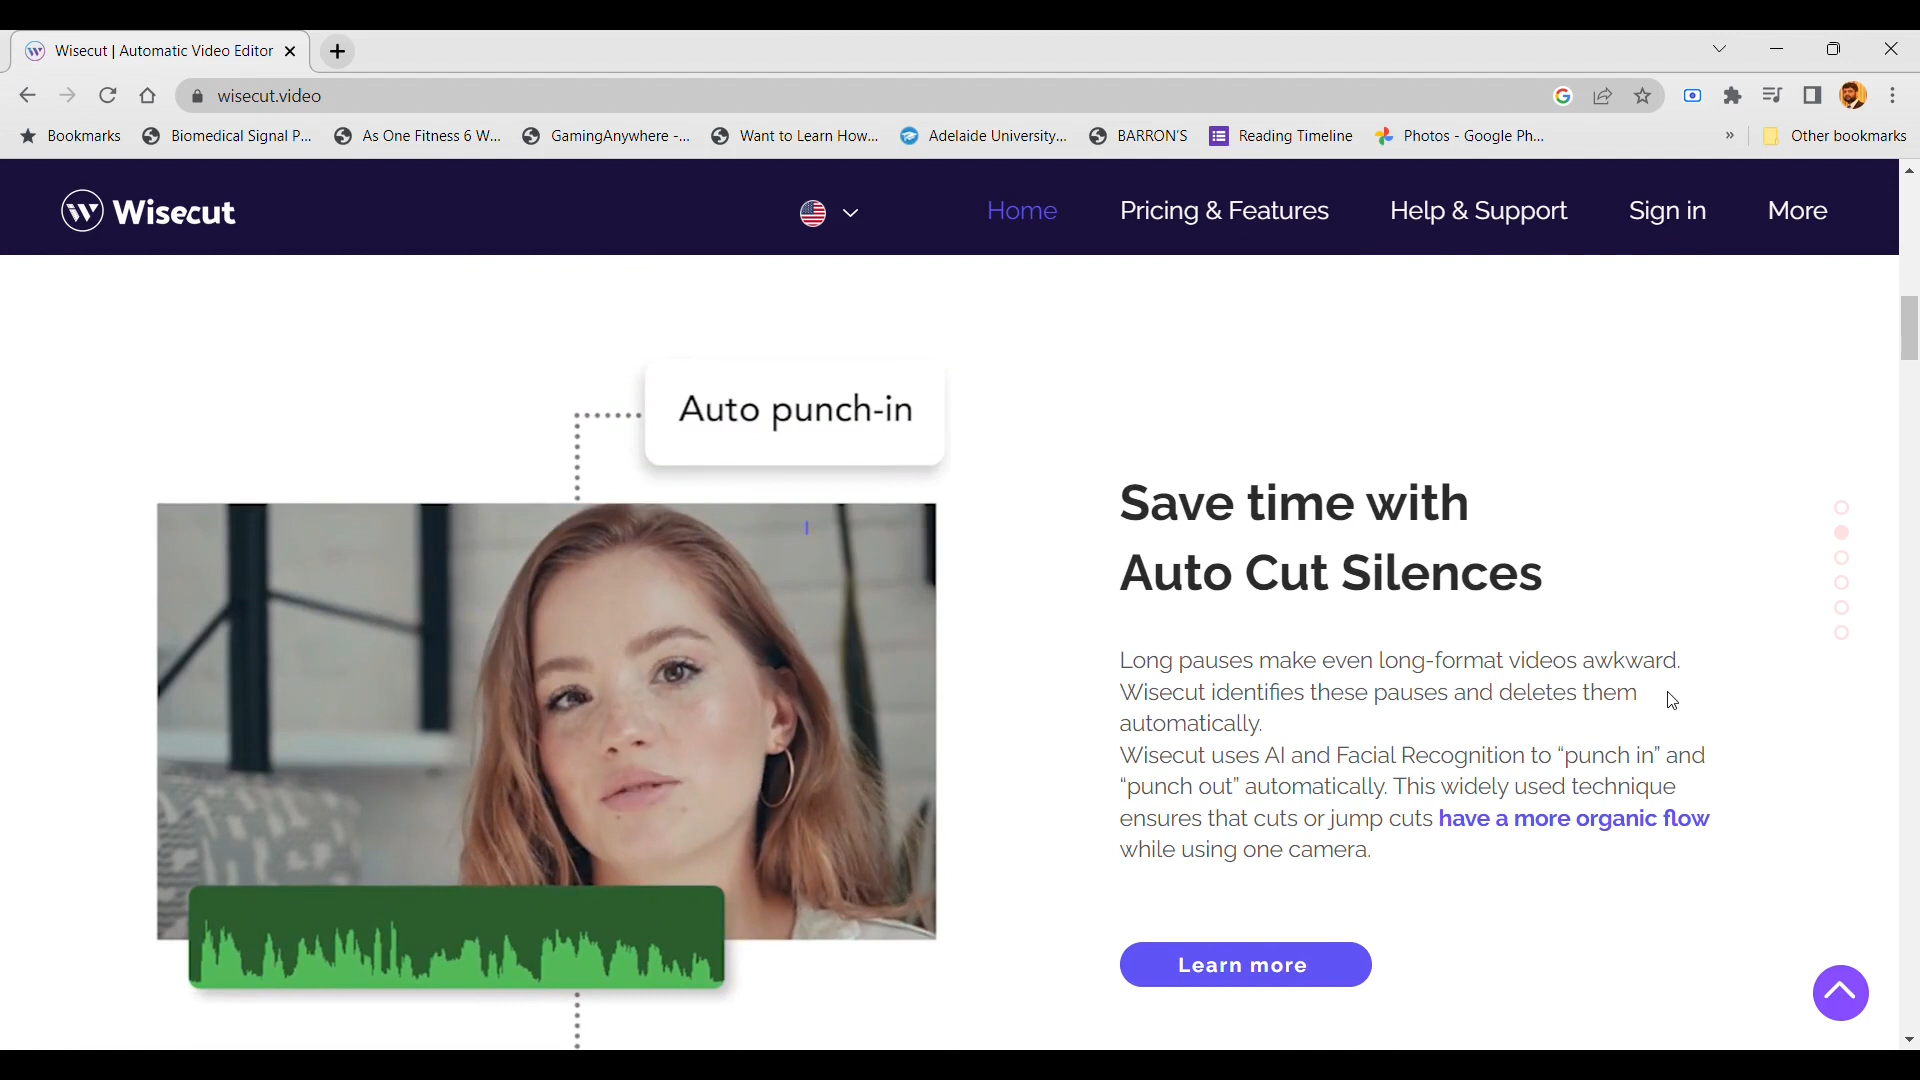 Wisecut | Automatic Video Editor
wisecut.video
Bookmarks
Biomedical Signal P...
As One Fitness 6 W...
GamingAnywhere -...
Want to Learn How...
Adelaide University,...
BARRON'S
Reading Timeline
Photos - Google Ph...
»
Other bookmarks
Wisecut
Home
Pricing & Features
Help & Support
Sign in
More
Auto punch-in
Save time with
Auto Cut Silences
Long pauses make even long-format videos awkward.
Wisecut identifies these pauses and deletes them
automatically.
Wisecut uses AI and Facial Recognition to “punch in” and
“punch out” automatically. This widely used technique
ensures that cuts or jump cuts have a more organic flow
while using one camera.
Learn more